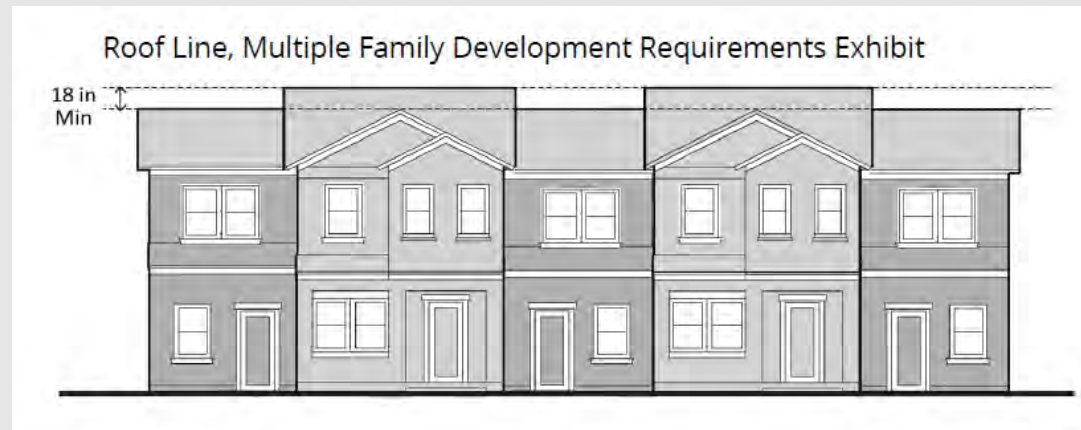 Roof Line, Multiple Family Development Requirements Exhibit
18 in
Min